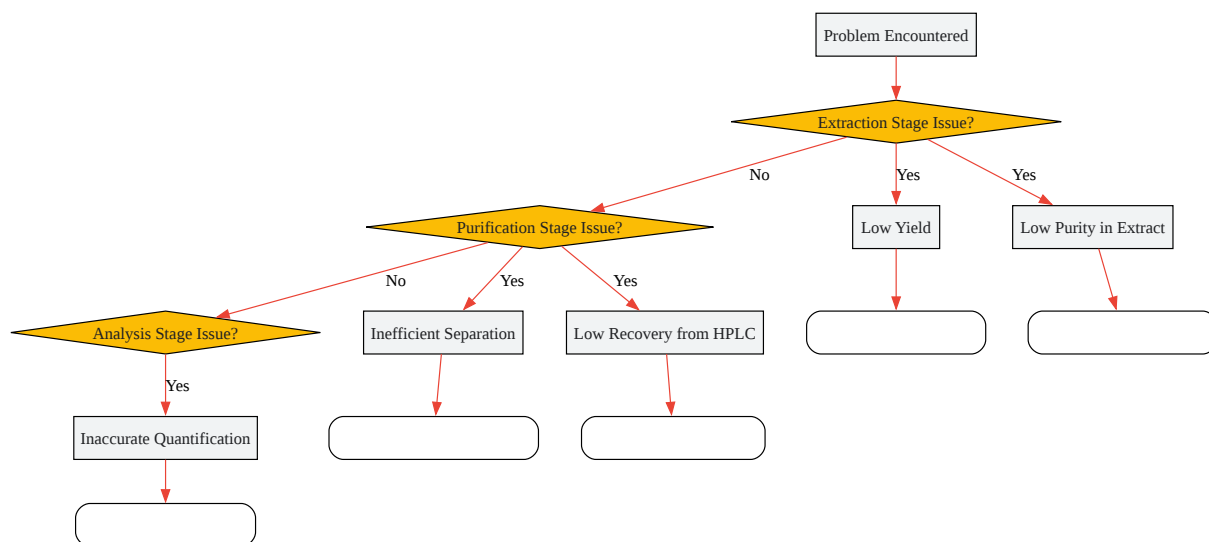 Problem Encountered
Extraction Stage Issue?
No
Yes
Yes
Purification Stage Issue?
Low Yield
Low Purity in Extract
No
Yes
Yes
Analysis Stage Issue?
Inefficient Separation
Low Recovery from HPLC
Yes
Inaccurate Quantification